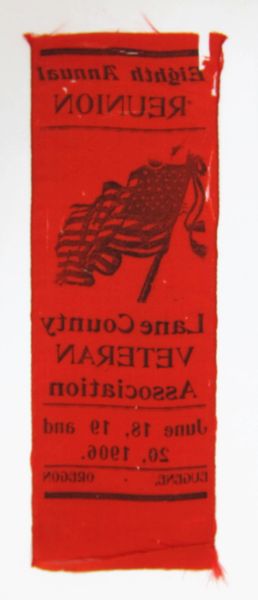 Eighth Annual
REUNION
Lane County
VETERAN
Association
June 18, 19 and
20, 1906.
EUGENE, - OREGON